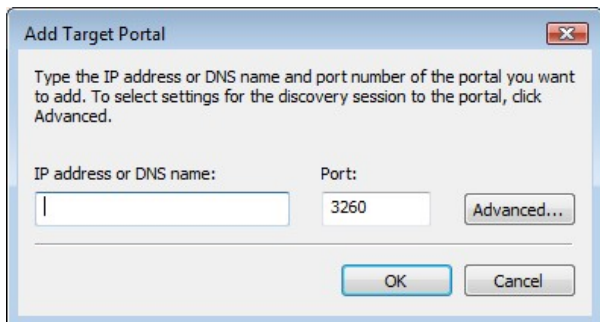 Add Target Portal
Type the IP address or DNS name and port number of the portal you want
to add. To select settings for the discovery session to the portal, click
Advanced.
IP address or DNS name: Port:
3260 Advanced...
OK Cancel